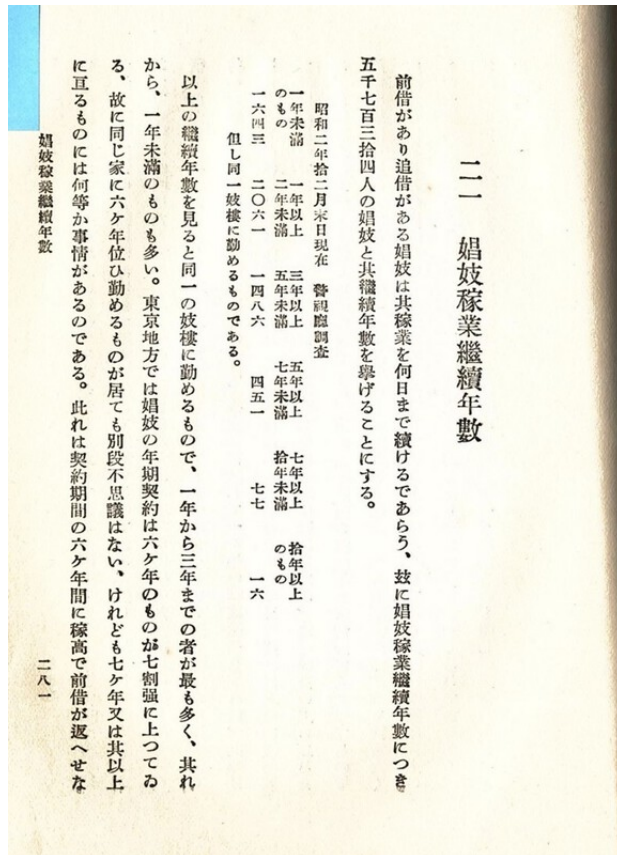 二一　娼妓稼業繼續年數
前借があり追借がある娼妓は其稼業を何日まで續けるであらう、玆に娼妓稼業繼續年數につき
五千七百三拾四人の娼妓と共繼續年數を擧げることにする。
昭和二年拾二月末日現在　警視廳調查
一年未滿　一年以上　三年以上　五年以上　七年以上　拾年以上
のもの　二年未滿　五年未滿　七年未滿　拾年未滿　のもの
一六四三　二〇六一　一四八六　四五一　七七　一六
但し同一妓樓に勤めるものである。
以上の繼續年數を見ると同一の妓樓に勤めるもので、一年から三年までの者が最も多く、其れ
から、一年未滿のものも多い。東京地方では娼妓の年期契約は六ケ年のものが七割强に上つてゐ
る、故に同じ家に六ケ年位ひ勤めるものが居ても別段不思議はない、けれども七ケ年又は其以上
に亘るものには何等か事情があるのである。此れは契約期間の六ケ年間に稼高で前借が返へせな
娼妓稼業繼續年數
二八一